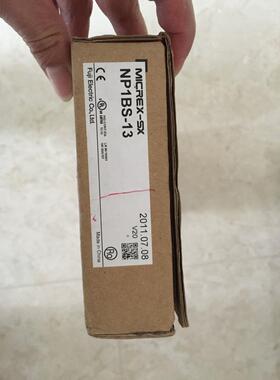 MICREX-SX
NP1BS-13
Fuji Electric Co., Ltd.
2011.07.08
V20
Made in China